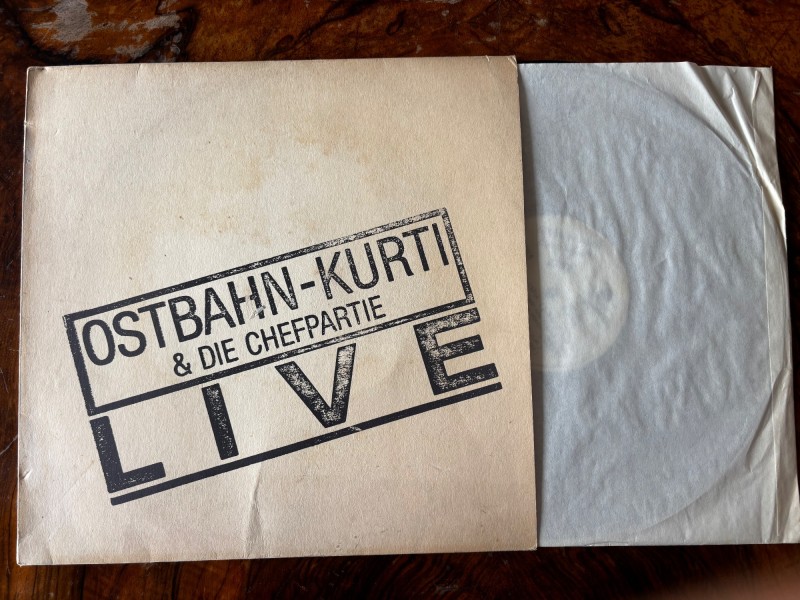 OSTBAHN-KURTI
& DIE CHEFPARTIE
LIVE